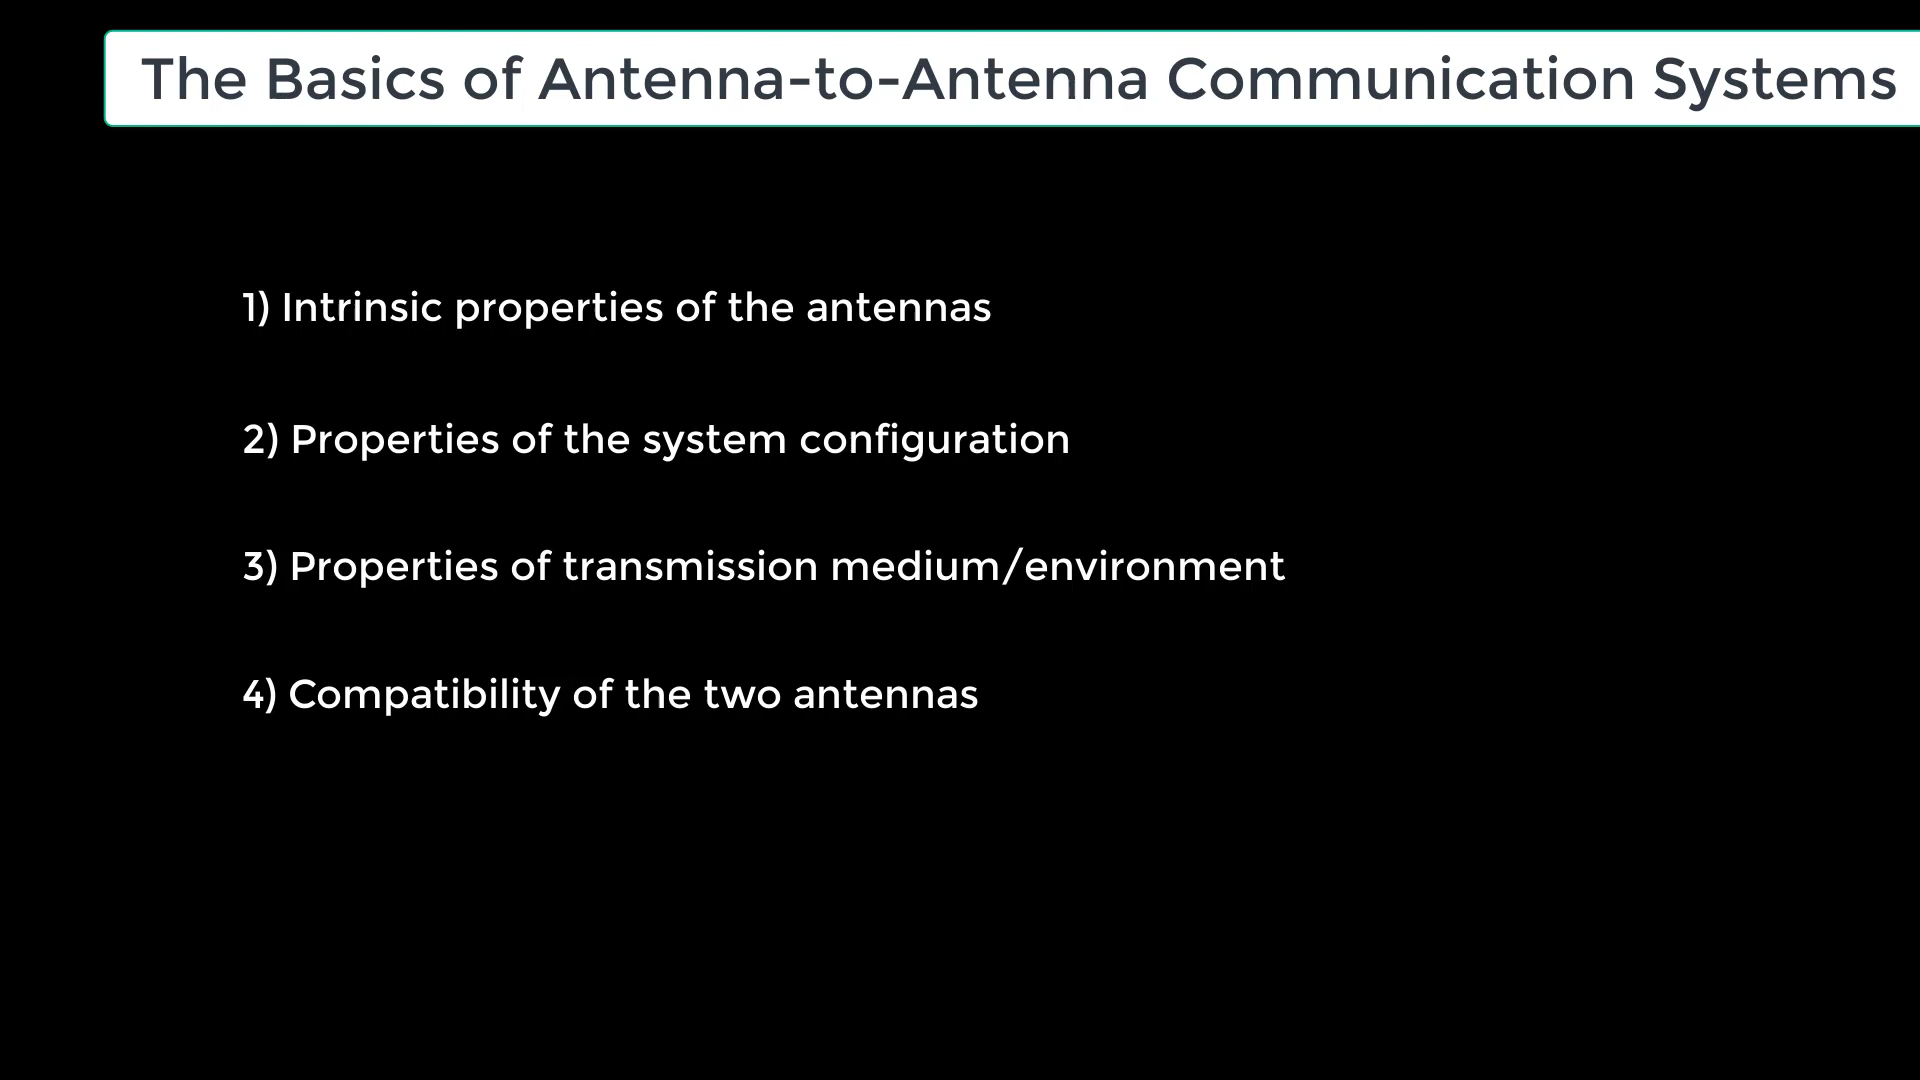 The Basics of Antenna-to-Antenna Communication Systems
1) Intrinsic properties of the antennas
2) Properties of the system configuration
3) Properties of transmission medium/environment
4) Compatibility of the two antennas